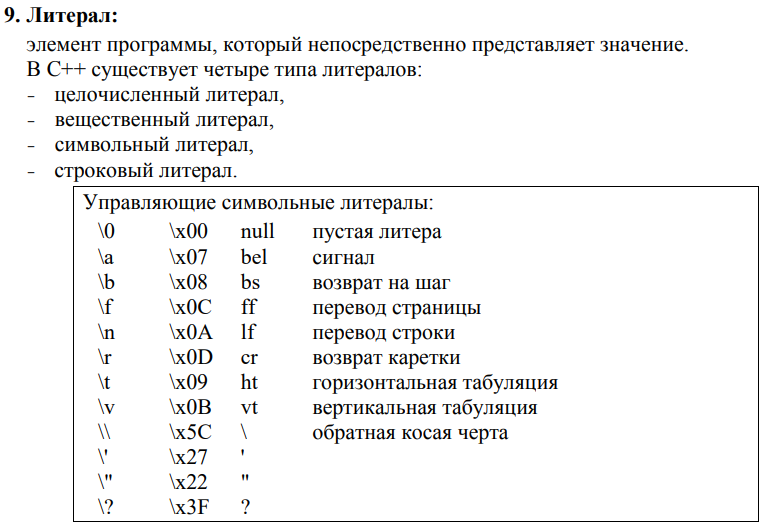 9. Литерал:
элемент программы, который непосредственно представляет значение.
В С++ существует четыре типа литералов:
- целочисленный литерал,
- вещественный литерал,
- символьный литерал,
- строковый литерал.
Управляющие символьные литералы:
\0 \x00 null пустая литера
\a \x07 bel сигнал
\b \x08 bs возврат на шаг
\f \x0C ff перевод страницы
\n \x0A lf перевод строки
\r \x0D cr возврат каретки
\t \x09 ht горизонтальная табуляция
\v \x0B vt вертикальная табуляция
\\ \x5C \ обратная косая черта
\' \x27 '
\" \x22 "
\? \x3F ?